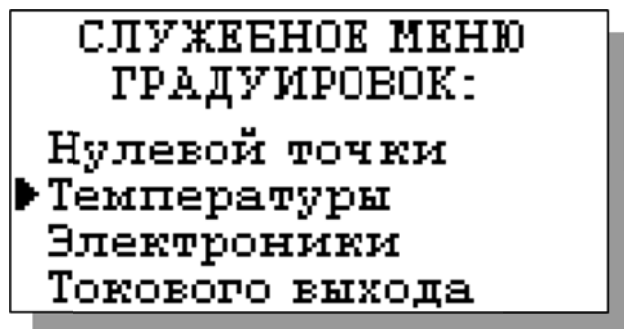 СЛУЖЕБНОЕ МЕНЮ
ГРАДУИРОВОК:
Нулевой точки
Температуры
Электроники
Токового выхода